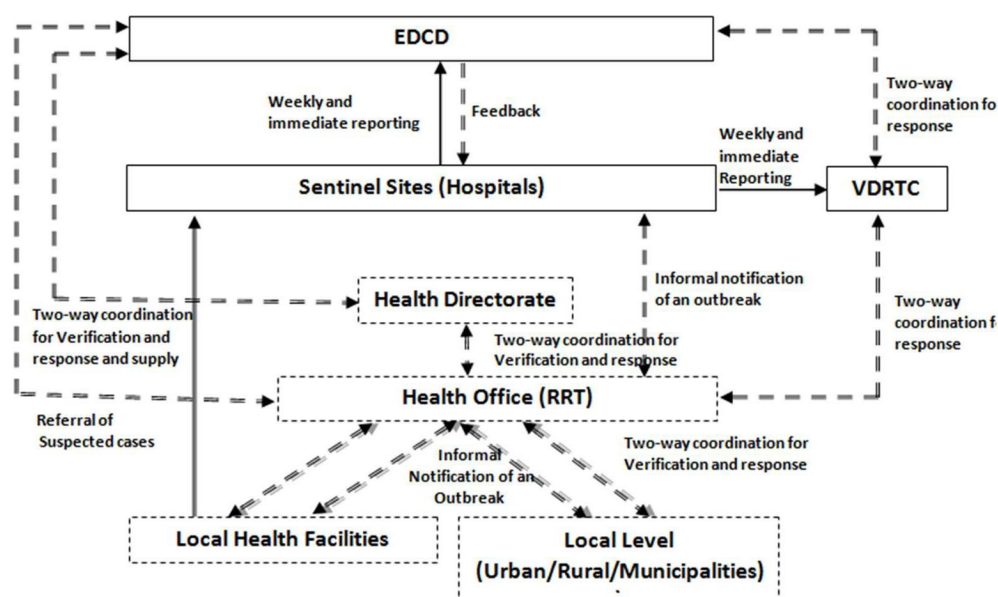 EDCD
Two-way
coordination fo
response
Weekly and
immediate reporting
Feedback
Weekly and
immediate
Reporting
Sentinel Sites (Hospitals)
VDRTC
Informal notification
of an outbreak
Health Directorate
Two-way coordination
for Verification and
response and supply
Two-way
coordination f
response
Two-way coordination for
Verification and response
Health Office (RRT)
Referral of
Suspected cases
Informal
Notification of an
Outbreak
Two-way coordination for
Verification and response
Local Health Facilities
Local Level
(Urban/Rural/Municipalities)